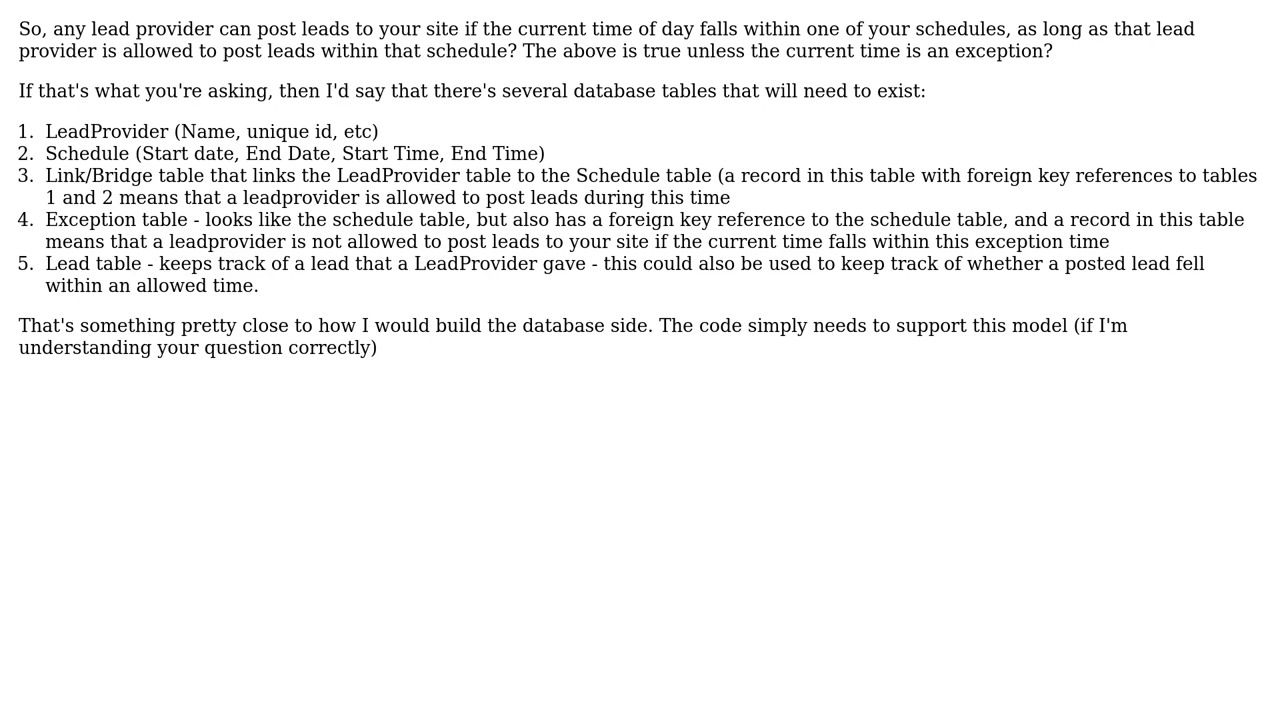 So, any lead provider can post leads to your site if the current time of day falls within one of your schedules, as long as that lead
provider is allowed to post leads within that schedule? The above is true unless the current time is an exception?
If that's what you're asking, then I'd say that there's several database tables that will need to exist:
1. LeadProvider (Name, unique id, etc)
2. Schedule (Start date, End Date, Start Time, End Time)
3. Link/Bridge table that links the LeadProvider table to the Schedule table (a record in this table with foreign key references to tables
1 and 2 means that a leadprovider is allowed to post leads during this time
4. Exception table - looks like the schedule table, but also has a foreign key reference to the schedule table, and a record in this table
means that a leadprovider is not allowed to post leads to your site if the current time falls within this exception time
5. Lead table - keeps track of a lead that a LeadProvider gave - this could also be used to keep track of whether a posted lead fell
within an allowed time.
That's something pretty close to how I would build the database side. The code simply needs to support this model (if I'm
understanding your question correctly)